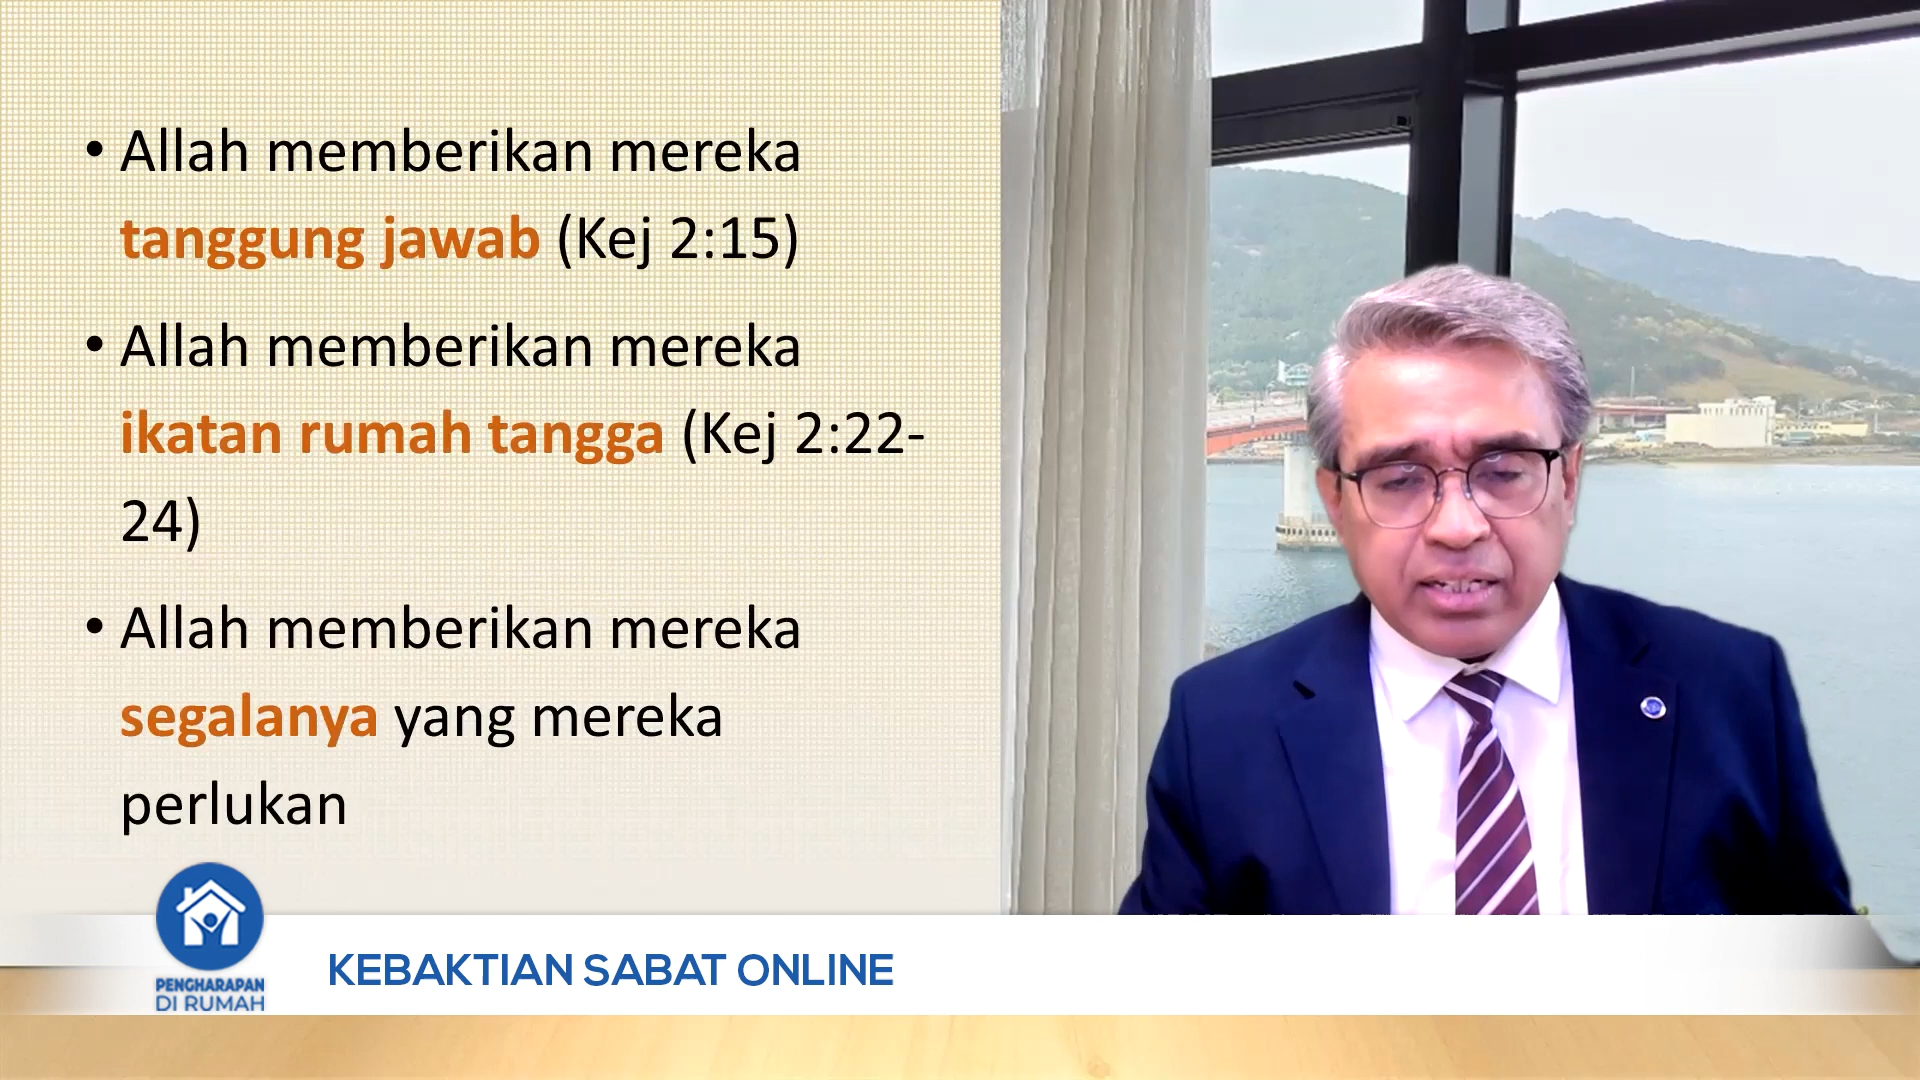 • Allah memberikan mereka
tanggung jawab (Kej 2:15)
• Allah memberikan mereka
ikatan rumah tangga (Kej 2:22-
24)
• Allah memberikan mereka
segalanya yang mereka
perlukan
PENGHARAPAN
DI RUMAH
KEBAKTIAN SABAT ONLINE